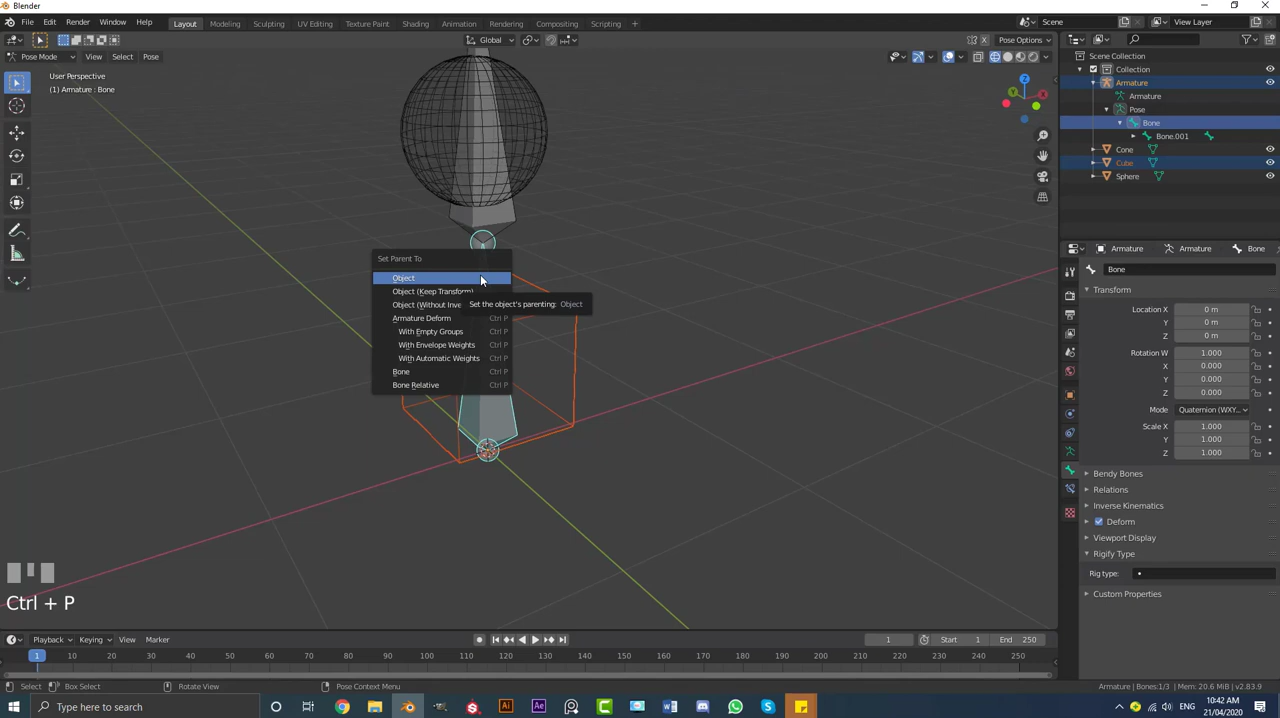 Blender
File Edit Render Window Help Layout Modeling Sculpting UV Editing Texture Paint Shading Animation Rendering Compositing Scripting + Scene View Layer
Global Pose Options
Pose Mode View Select Pose
User Perspective
(1) Armature : Bone
Z
Y
X
Set Parent To
Object
Object (Keep Transform)
Object (Without Inve
Set the object's parenting: Object
Armature Deform Ctrl P
With Empty Groups Ctrl P
With Envelope Weights Ctrl P
With Automatic Weights Ctrl P
Bone Ctrl P
Bone Relative Ctrl P
Ctrl + P
Scene Collection
Collection
Armature
Armature
Pose
Bone
Bone.001
Cone
Cube
Sphere
Armature Armature Bone
Bone
Transform
Location X 0 m
Y 0 m
Z 0 m
Rotation W 1.000
X 0.000
Y 0.000
Z 0.000
Mode Quaternion (WXY...
Scale X 1.000
Y 1.000
Z 1.000
Bendy Bones
Relations
Inverse Kinematics
Deform
Viewport Display
Rigify Type
Rig type:
Custom Properties
Playback Keying View Marker 1 Start 1 End 250
1 10 20 30 40 50 60 70 80 90 100 110 120 130 140 150 160 170 180 190 200 210 220 230 240 250
Select Box Select Rotate View Pose Context Menu Armature | Bones:1/3 | Mem: 20.6 MiB | v2.83.9
Type here to search ENG 10:42 AM
21/04/2020